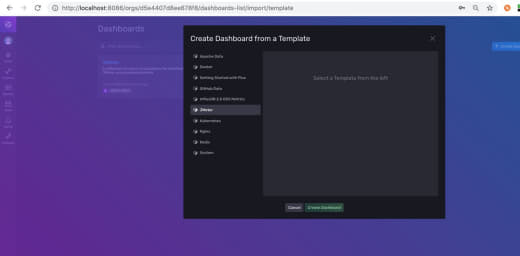 http://localhost:8086/orgs/d5e4407d8ee878f8/dashboards-list/import/template
Dashboards
Create Dashboard from a Template
Apache Data
Docker
Getting Started with Flux
GitHub Data
InfluxDB 2.0 OSS Metrics
JMeter
Kubernetes
Nginx
Redis
System
Select a Template from the left
Cancel
Create Dashboard